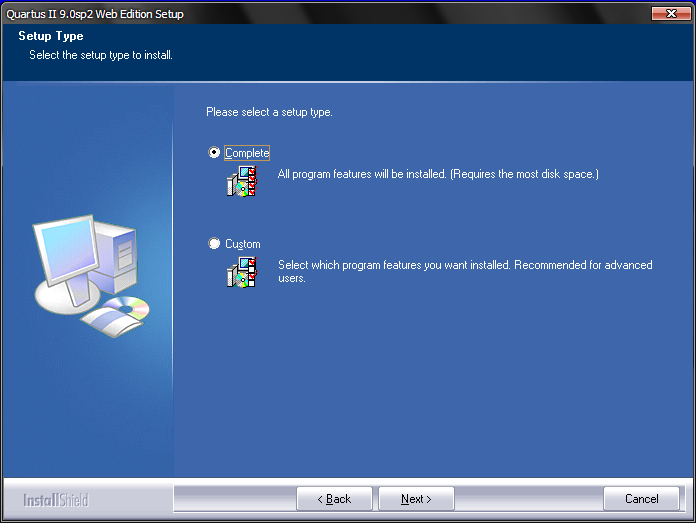 Quartus II 9.0sp2 Web Edition Setup
Setup Type
Select the setup type to install.
Please select a setup type.
Complete
All program features will be installed. (Requires the most disk space.)
Custom
Select which program features you want installed. Recommended for advanced
users.
InstallShield
< Back
Next >
Cancel